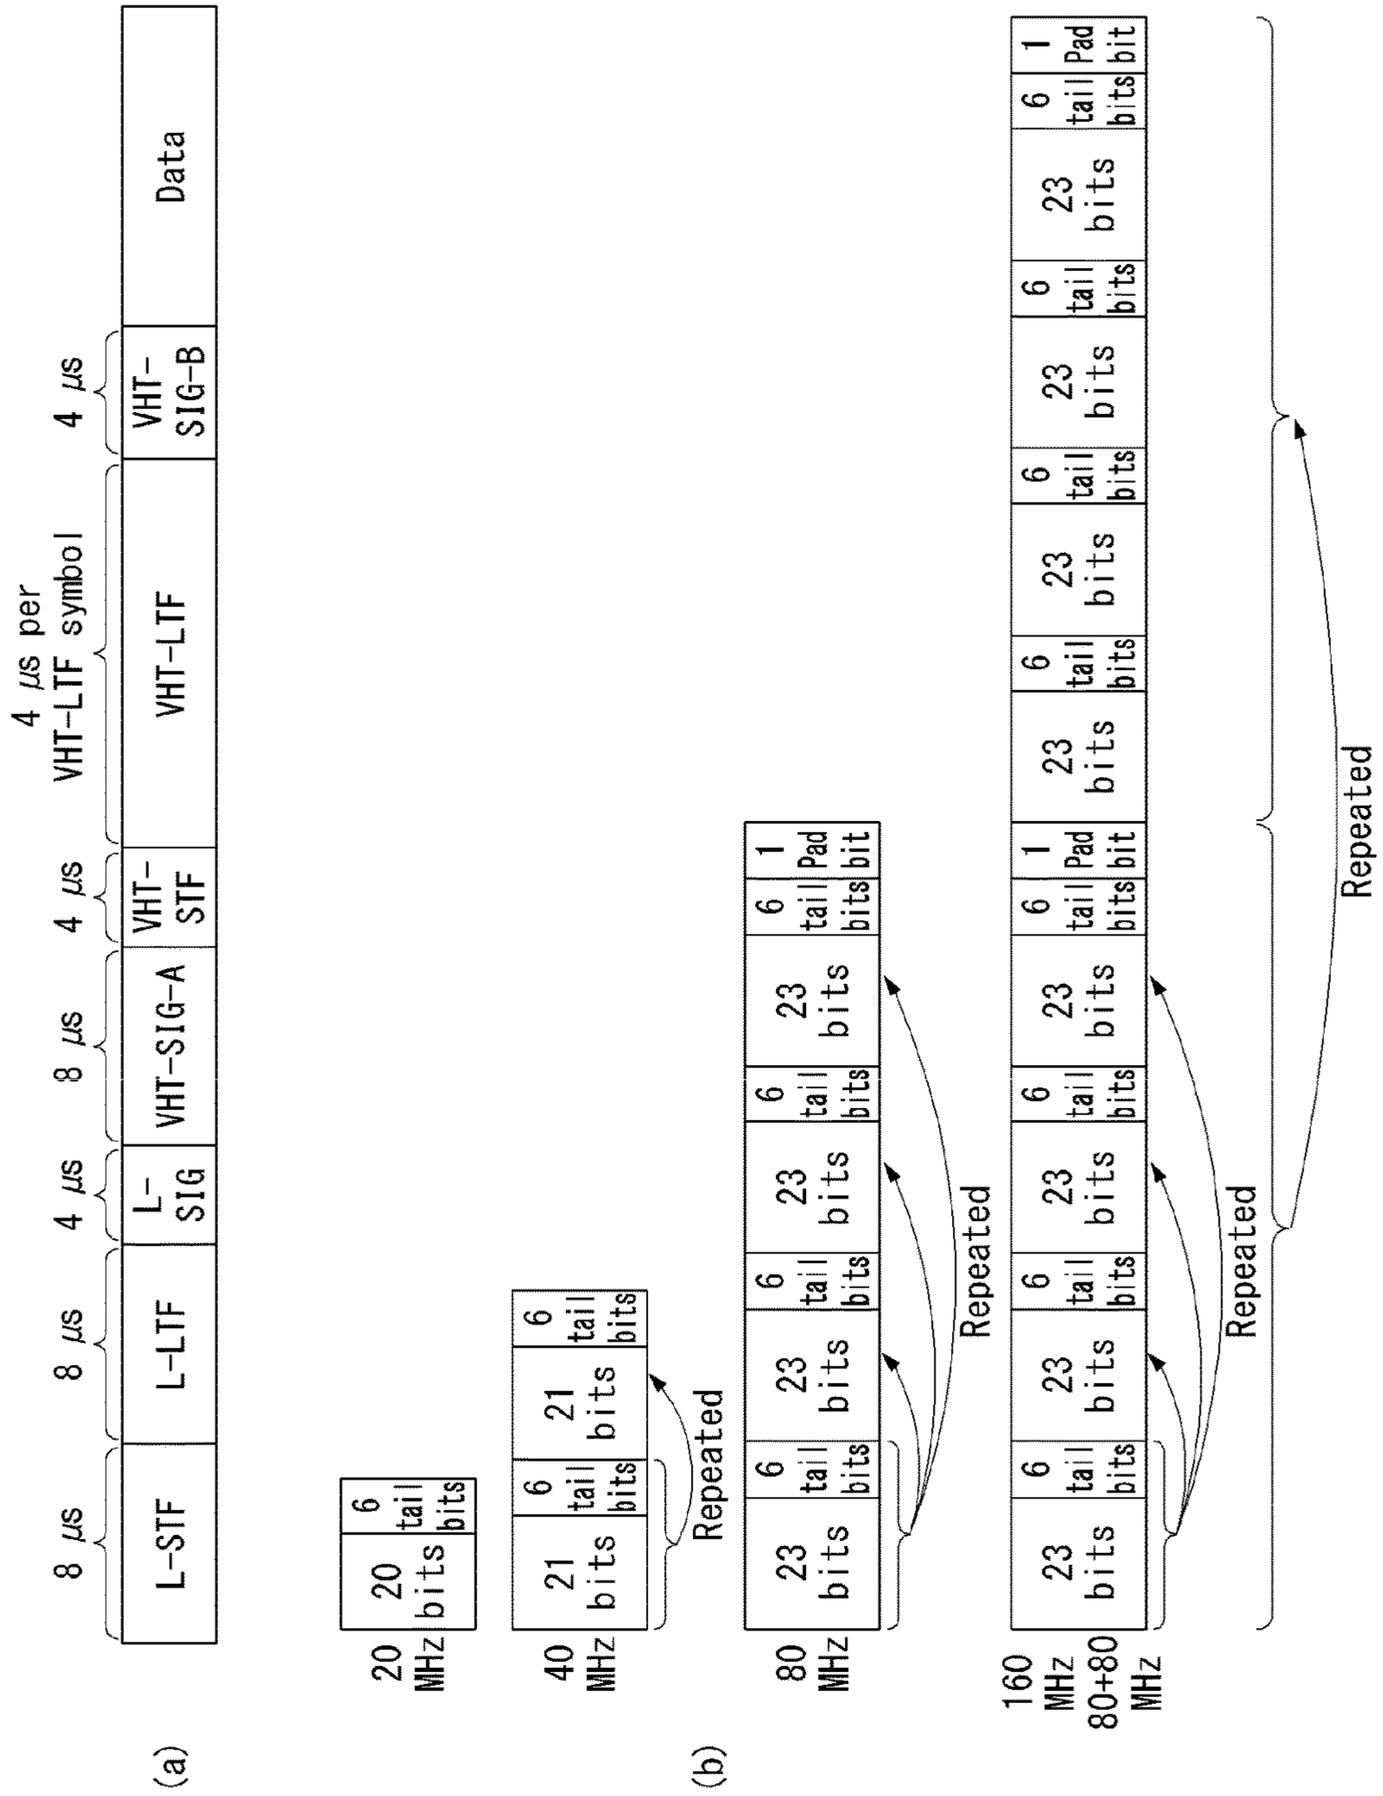 4 μs per
VHT-LTF symbol
8 μs
8 μs
4 μs
8 μs
4 μs
4 μs
(a)
L-STF
L-LTF
L-
SIG
VHT-SIG-A
VHT-
STF
VHT-LTF
VHT-
SIG-B
Data
20
MHz
20
bits
6
tail
bits
40
MHz
21
bits
6
tail
bits
21
bits
6
tail
bits
Repeated
(b)
80
MHz
23
bits
6
tail
bits
23
bits
6
tail
bits
23
bits
6
tail
bits
23
bits
6
tail
bits
1
Pad
bit
Repeated
160
MHz
80+80
MHz
23
bits
6
tail
bits
23
bits
6
tail
bits
23
bits
6
tail
bits
23
bits
6
tail
bits
1
Pad
bit
23
bits
6
tail
bits
23
bits
6
tail
bits
23
bits
6
tail
bits
23
bits
6
tail
bits
1
Pad
bit
Repeated
Repeated